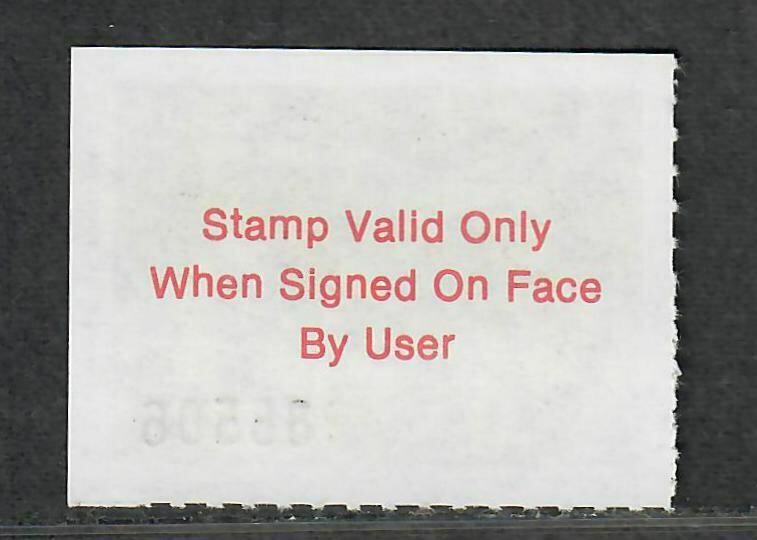 Stamp Valid Only
When Signed On Face
By User